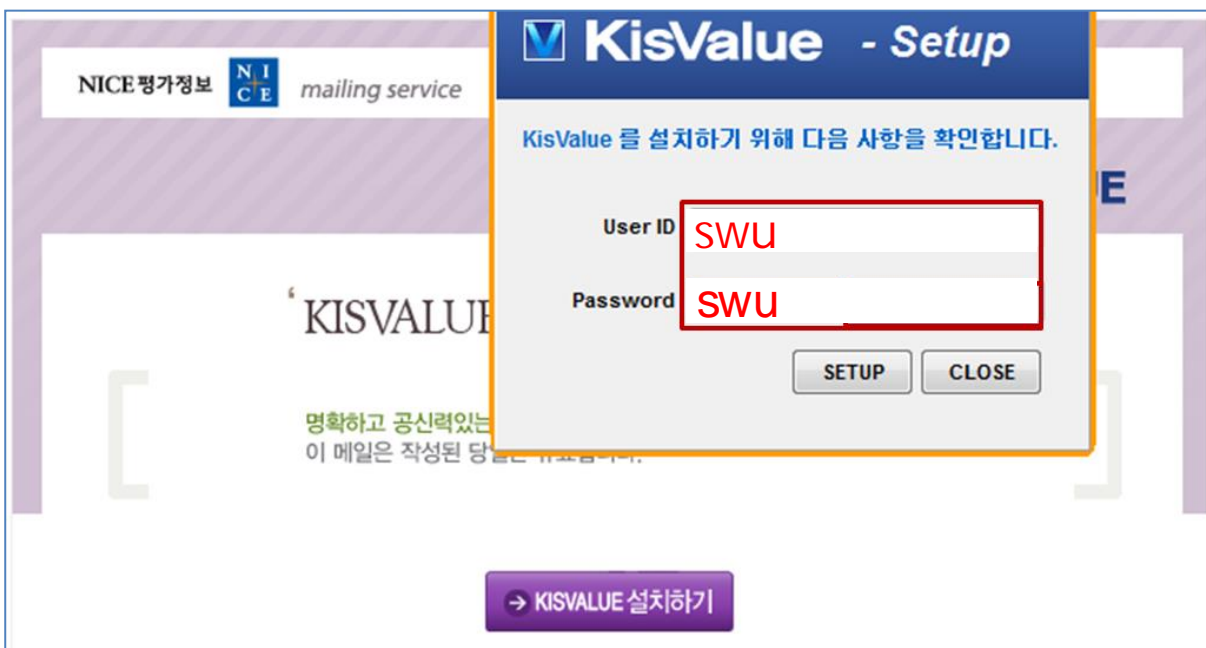 NICE평가정보
NI
CE
mailing service
KisValue - Setup
KisValue 를 설치하기 위해 다음 사항을 확인합니다.
User ID swu
Password swu
SETUP CLOSE
E
‘KISVALUE
명확하고 공신력있는
이 메일은 작성된
KISVALUE 설치하기